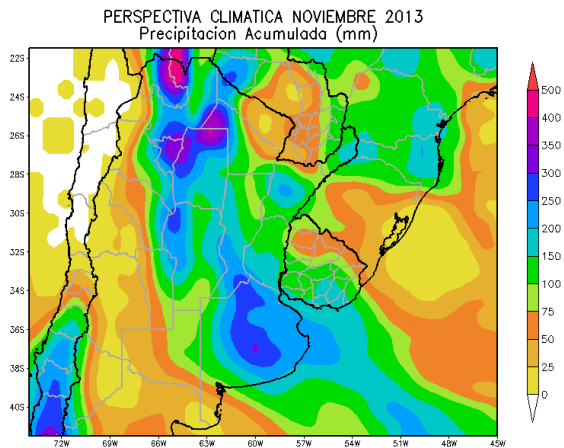 PERSPECTIVA CLIMATICA NOVIEMBRE 2013
Precipitacion Acumulada (mm)
22S
24S
26S
28S
30S
32S
34S
36S
38S
40S
72W 69W 66W 63W 60W 57W 54W 51W 48W 45W
500
450
400
350
300
250
200
150
100
75
50
25
0